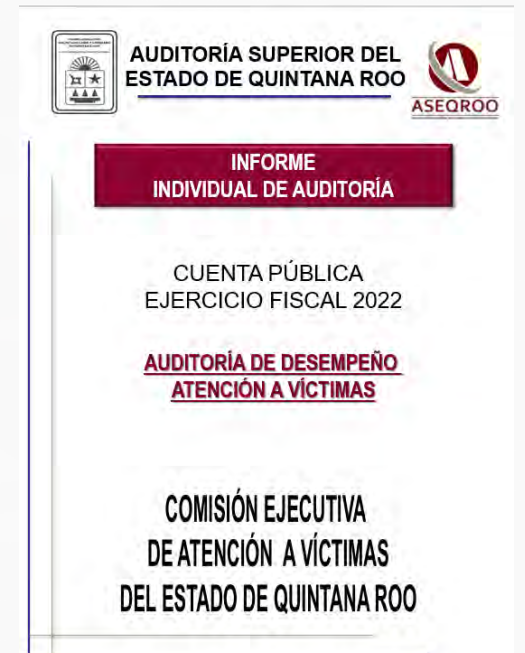 AUDITORÍA SUPERIOR DEL
ESTADO DE QUINTANA ROO
ASEQROO
INFORME
INDIVIDUAL DE AUDITORÍA
CUENTA PÚBLICA
EJERCICIO FISCAL 2022
AUDITORÍA DE DESEMPEÑO
ATENCIÓN A VÍCTIMAS
COMISIÓN EJECUTIVA
DE ATENCIÓN A VÍCTIMAS
DEL ESTADO DE QUINTANA ROO